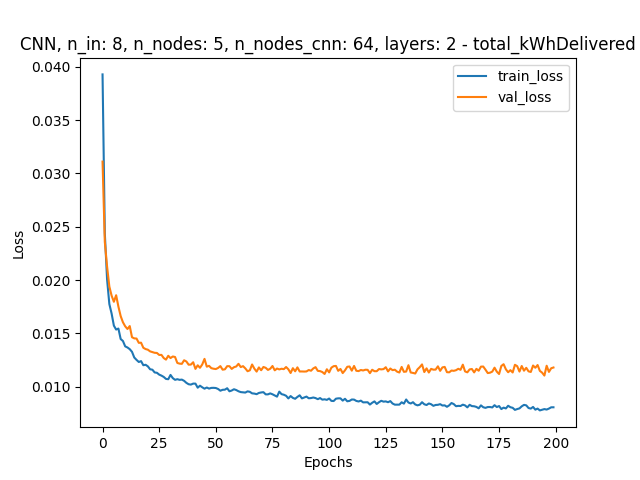 CNN, n_in: 8, n_nodes: 5, n_nodes_cnn: 64, layers: 2 - total_kWhDelivered
train_loss
val_loss
0.040
0.035
0.030
0.025
0.020
0.015
0.010
Loss
0 25 50 75 100 125 150 175 200
Epochs